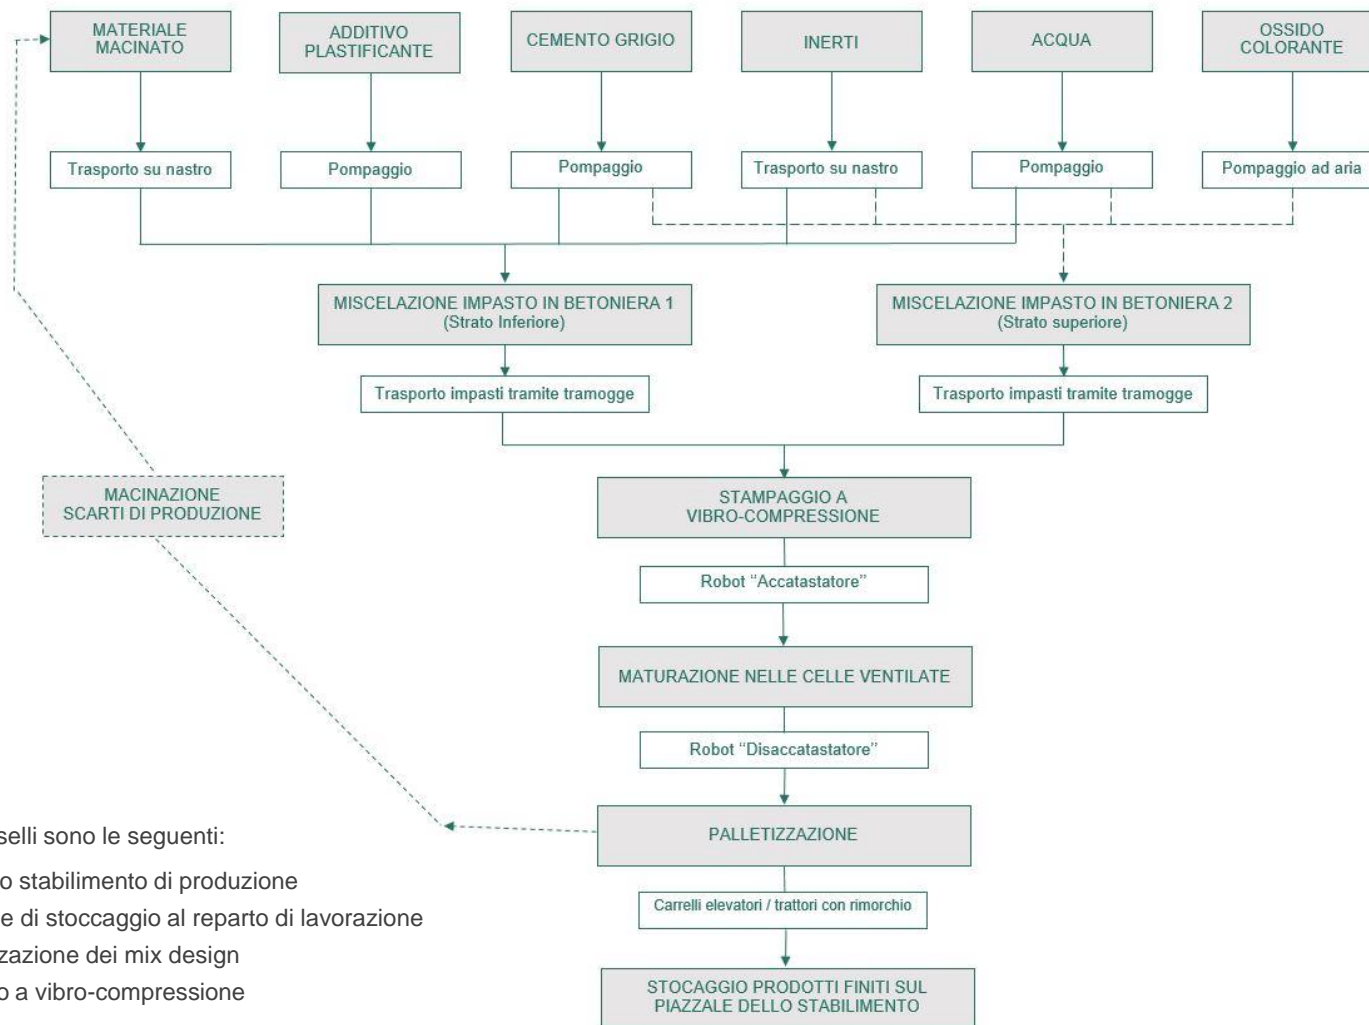 MATERIALE
MACINATO
ADDITIVO
PLASTIFICANTE
CEMENTO GRIGIO
INERTI
ACQUA
OSSIDO
COLORANTE
Trasporto su nastro
Pompaggio
Pompaggio
Trasporto su nastro
Pompaggio
Pompaggio ad aria
MISCELAZIONE IMPASTO IN BETONIERA 1
(Strato Inferiore)
MISCELAZIONE IMPASTO IN BETONIERA 2
(Strato superiore)
Trasporto impasti tramite tramogge
Trasporto impasti tramite tramogge
MACINAZIONE
SCARTI DI PRODUZIONE
STAMPAGGIO A
VIBRO-COMPRESSIONE
Robot "Accatastatore"
MATURAZIONE NELLE CELLE VENTILATE
Robot "Disaccatastatore"
PALLETIZZAZIONE
Carrelli elevatori / trattori con rimorchio
STOCAGGIO PRODOTTI FINITI SUL
PIAZZALE DELLO STABILIMENTO
selli sono le seguenti:
o stabilimento di produzione
e di stoccaggio al reparto di lavorazione
zazione dei mix design
o a vibro-compressione